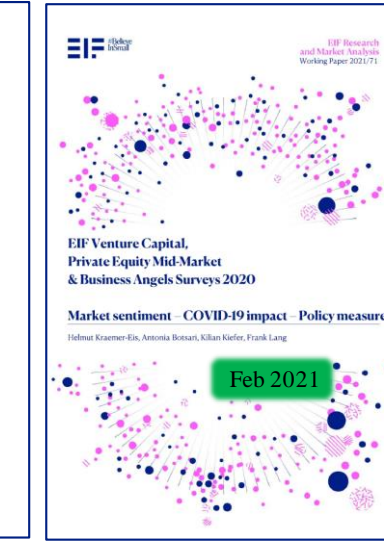 EIF
#Believe
InSmall
EIF Research
and Market Analysis
Working Paper 2021/71
EIF Venture Capital,
Private Equity Mid-Market
& Business Angels Surveys 2020
Market sentiment – COVID-19 impact – Policy measure
Helmut Kraemer-Eis, Antonia Botsari, Kilian Kiefer, Frank Lang
Feb 2021